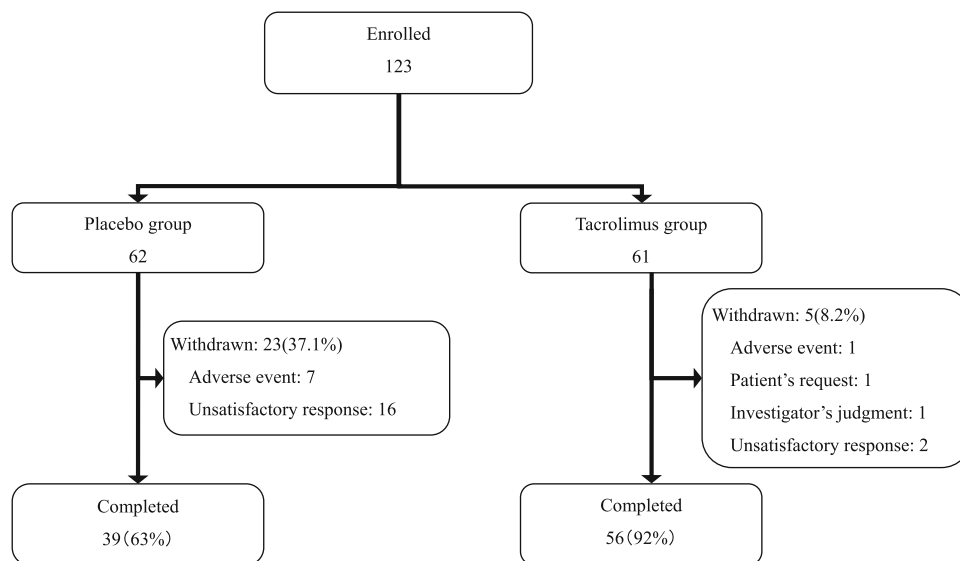 Enrolled
123
Placebo group
62
Tacrolimus group
61
Withdrawn: 23(37.1%)
Adverse event: 7
Unsatisfactory response: 16
Withdrawn: 5(8.2%)
Adverse event: 1
Patient’s request: 1
Investigator’s judgment: 1
Unsatisfactory response: 2
Completed
39(63%)
Completed
56(92%)